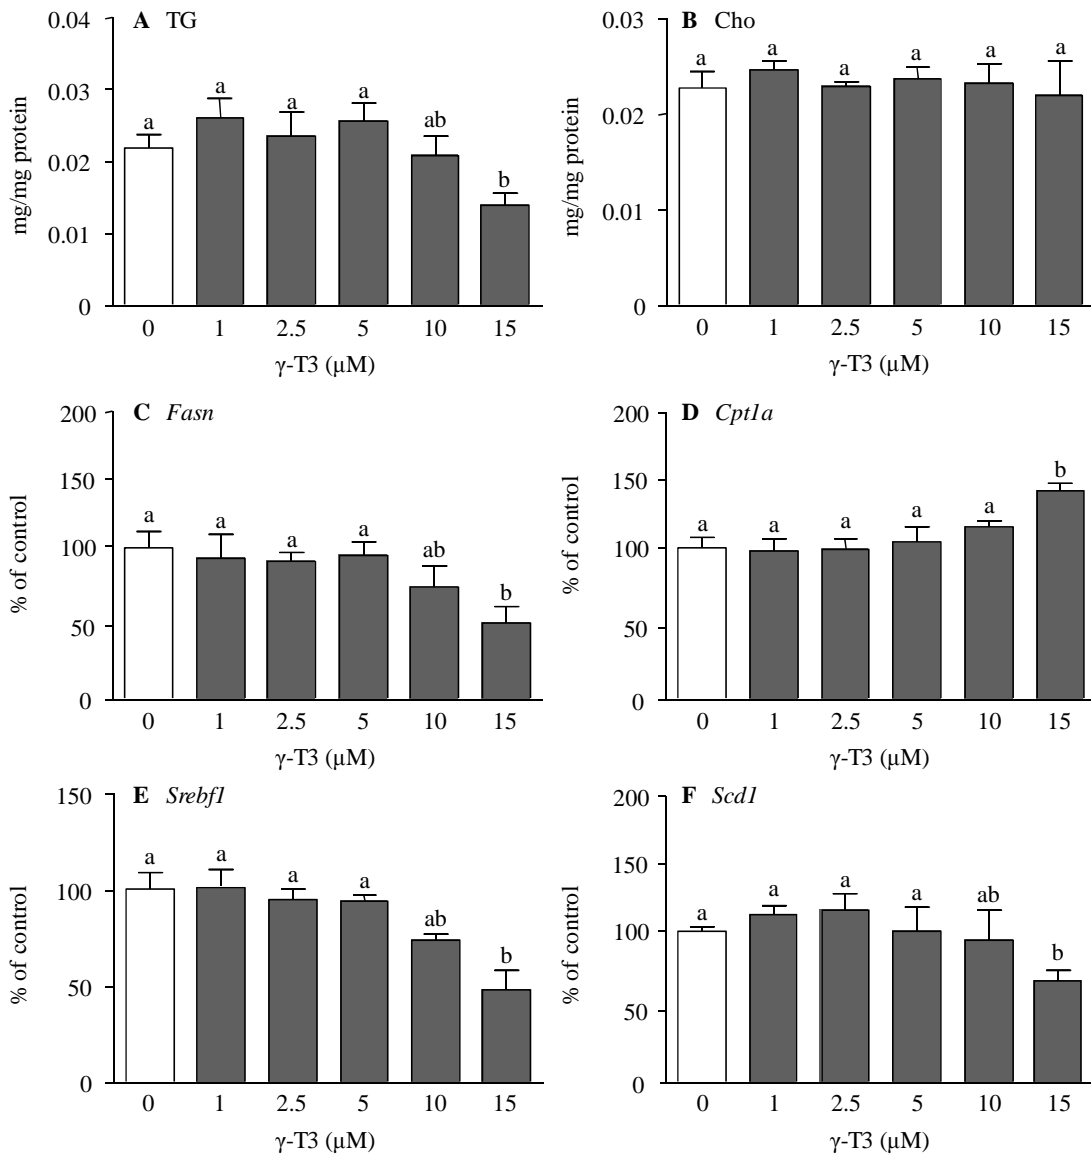 A TG
mg/mg protein
0.04
0.03
0.02
0.01
0
a
a
a
a
ab
b
0 1 2.5 5 10 15
γ-T3 (µM)
B Cho
mg/mg protein
0.03
0.02
0.01
0
a
a
a
a
a
a
0 1 2.5 5 10 15
γ-T3 (µM)
C Fasn
% of control
200
150
100
50
0
a
a
a
a
ab
b
0 1 2.5 5 10 15
γ-T3 (µM)
D Cpt1a
% of control
200
150
100
50
0
a
a
a
a
a
b
0 1 2.5 5 10 15
γ-T3 (µM)
E Srebf1
% of control
150
100
50
0
a
a
a
a
ab
b
0 1 2.5 5 10 15
γ-T3 (µM)
F Scd1
% of control
200
150
100
50
0
a
a
a
a
ab
b
0 1 2.5 5 10 15
γ-T3 (µM)